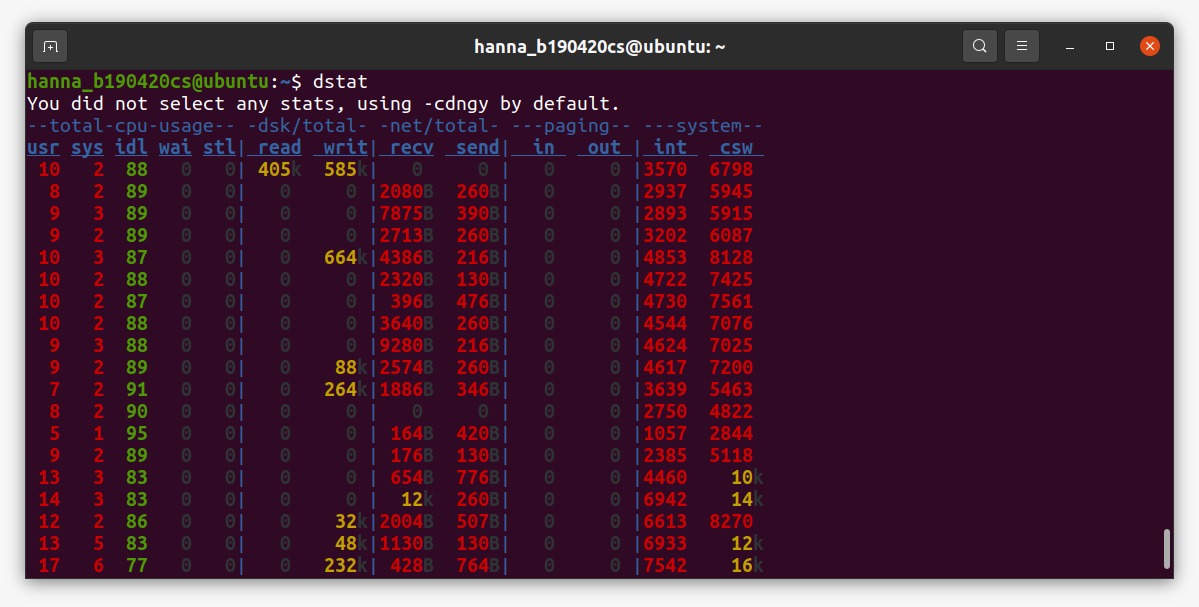 hanna_b190420cs@ubuntu: ~
hanna_b190420cs@ubuntu:~$ dstat
You did not select any stats, using -cdngy by default.
--total-cpu-usage-- -dsk/total- -net/total- ---paging-- ---system--
usr sys idl wai stl| read  writ| recv  send|  in   out | int   csw
 10   2  88   0   0| 405k  585k|   0     0 |   0     0 |3570  6798
  8   2  89   0   0|   0     0 |2080B  260B|   0     0 |2937  5945
  9   3  89   0   0|   0     0 |7875B  390B|   0     0 |2893  5915
  9   2  89   0   0|   0     0 |2713B  260B|   0     0 |3202  6087
 10   3  87   0   0|   0   664k|4386B  216B|   0     0 |4853  8128
 10   2  88   0   0|   0     0 |2320B  130B|   0     0 |4722  7425
 10   2  87   0   0|   0     0 | 396B  476B|   0     0 |4730  7561
 10   2  88   0   0|   0     0 |3640B  260B|   0     0 |4544  7076
  9   3  88   0   0|   0     0 |9280B  216B|   0     0 |4624  7025
  9   2  89   0   0|   0    88k|2574B  260B|   0     0 |4617  7200
  7   2  91   0   0|   0   264k|1886B  346B|   0     0 |3639  5463
  8   2  90   0   0|   0     0 |   0     0 |   0     0 |2750  4822
  5   1  95   0   0|   0     0 | 164B  420B|   0     0 |1057  2844
  9   2  89   0   0|   0     0 | 176B  130B|   0     0 |2385  5118
 13   3  83   0   0|   0     0 | 654B  776B|   0     0 |4460    10k
 14   3  83   0   0|   0     0 |  12k  260B|   0     0 |6942    14k
 12   2  86   0   0|   0    32k|2004B  507B|   0     0 |6613  8270
 13   5  83   0   0|   0    48k|1130B  130B|   0     0 |6933    12k
 17   6  77   0   0|   0   232k| 428B  764B|   0     0 |7542    16k